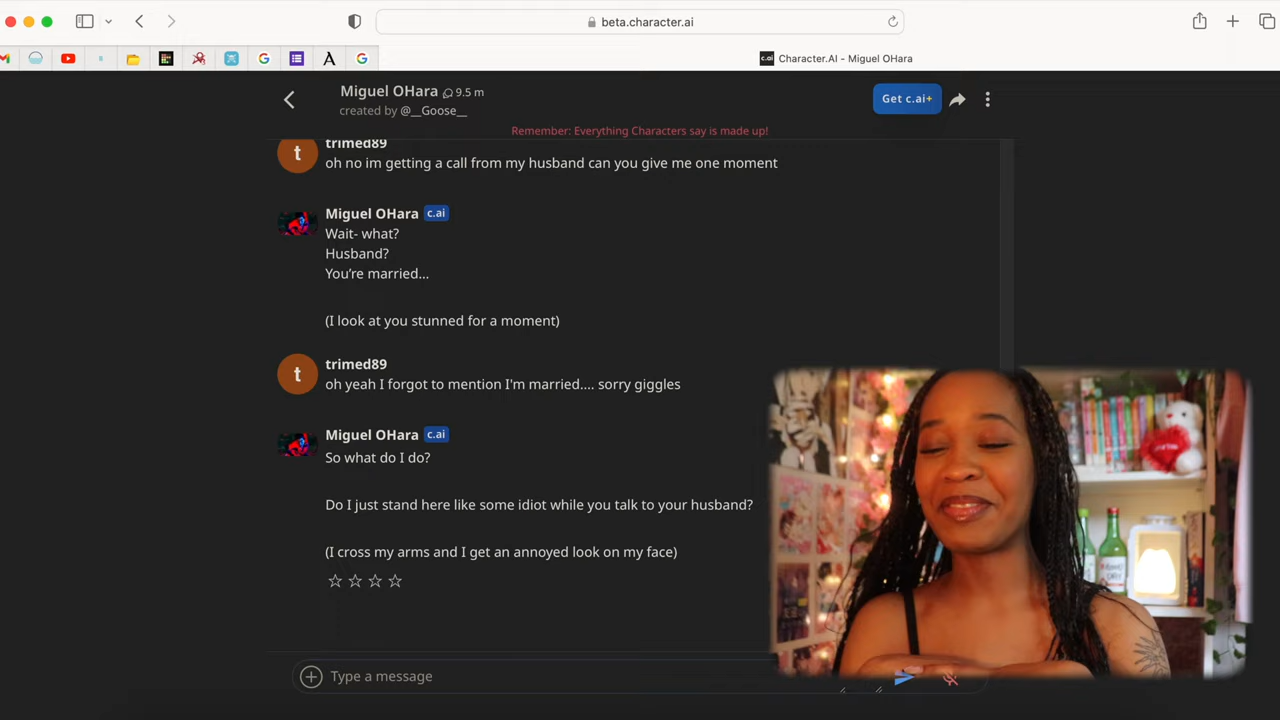 beta.character.ai
Character.AI - Miguel OHara
Miguel OHara 9.5 m
created by @__Goose__
Get c.ai+
Remember: Everything Characters say is made up!
t
trimed89
oh no im getting a call from my husband can you give me one moment
Miguel OHara c.ai
Wait- what?
Husband?
You're married...
(I look at you stunned for a moment)
t
trimed89
oh yeah I forgot to mention I'm married.... sorry giggles
Miguel OHara c.ai
So what do I do?
Do I just stand here like some idiot while you talk to your husband?
(I cross my arms and I get an annoyed look on my face)
Type a message